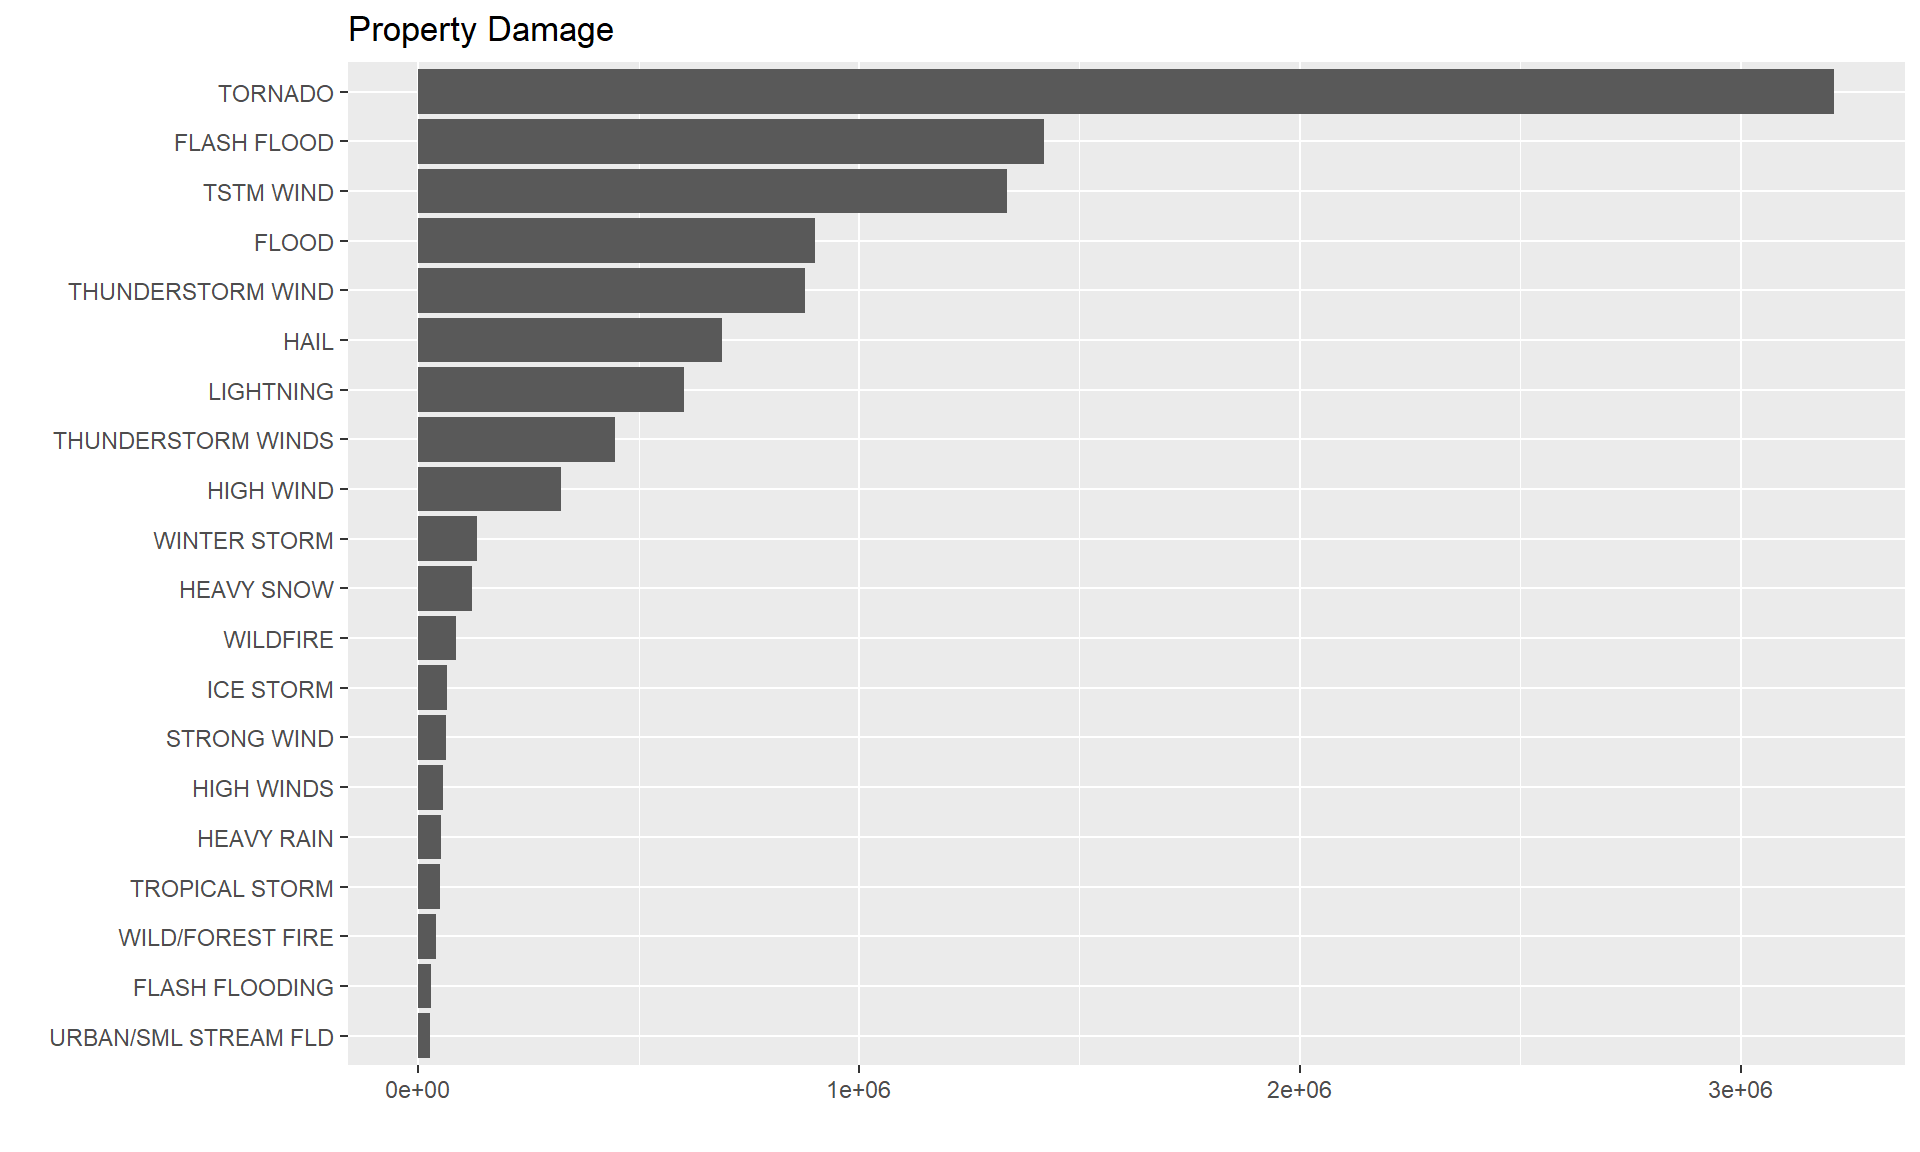 Property Damage
TORNADO
FLASH FLOOD
TSTM WIND
FLOOD
THUNDERSTORM WIND
HAIL
LIGHTNING
THUNDERSTORM WINDS
HIGH WIND
WINTER STORM
HEAVY SNOW
WILDFIRE
ICE STORM
STRONG WIND
HIGH WINDS
HEAVY RAIN
TROPICAL STORM
WILD/FOREST FIRE
FLASH FLOODING
URBAN/SML STREAM FLD
0e+00 1e+06 2e+06 3e+06